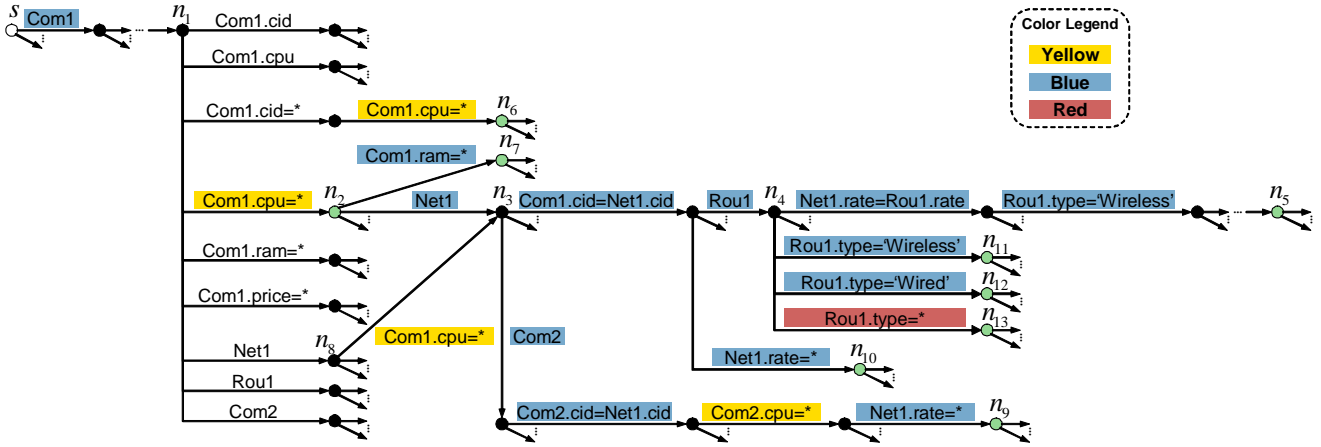 s
Com1
n1
Com1.cid
Color Legend
Yellow
Blue
Red
Com1.cpu
Com1.cid=*
Com1.cpu=*
n6
Com1.ram=*
n7
Com1.cpu=*
n2
Net1
n3
Com1.cid=Net1.cid
Rou1
n4
Net1.rate=Rou1.rate
Rou1.type=‘Wireless’
n5
Com1.ram=*
Rou1.type=‘Wireless’
n11
Com1.price=*
Rou1.type=‘Wired’
n12
Rou1.type=*
n13
Net1
n8
Com1.cpu=*
Com2
Net1.rate=*
n10
Rou1
Com2
Com2.cid=Net1.cid
Com2.cpu=*
Net1.rate=*
n9